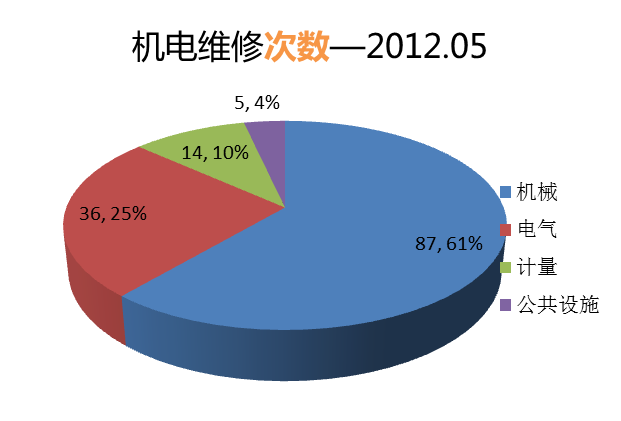 机电维修次数—2012.05
5, 4%
14, 10%
36, 25%
87, 61%
机械
电气
计量
公共设施